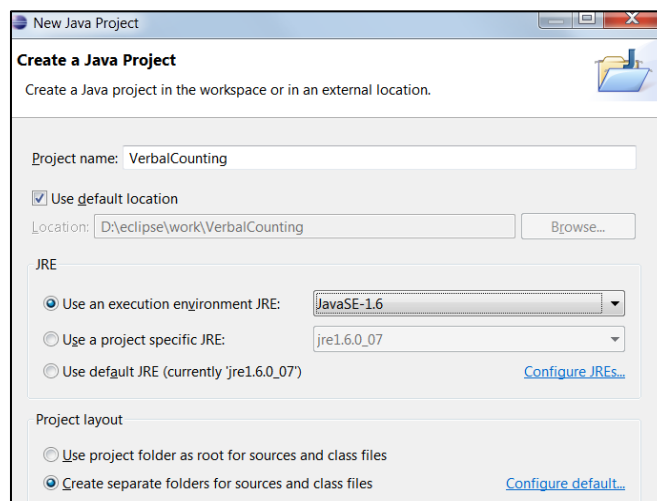 New Java Project
Create a Java Project
Create a Java project in the workspace or in an external location.
Project name: VerbalCounting
Use default location
Location: D:\eclipse\work\VerbalCounting Browse...
JRE
Use an execution environment JRE: JavaSE-1.6
Use a project specific JRE: jre1.6.0_07
Use default JRE (currently 'jre1.6.0_07') Configure JREs...
Project layout
Use project folder as root for sources and class files
Create separate folders for sources and class files Configure default...